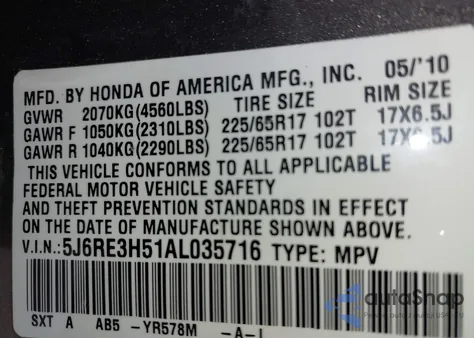 MFD. BY HONDA OF AMERICA MFG., INC. 05/'10
GVWR 2070KG(4560LBS) TIRE SIZE RIM SIZE
GAWR F 1050KG(2310LBS) 225/65R17 102T 17X6.5J
GAWR R 1040KG(2290LBS) 225/65R17 102T 17X6.5J
THIS VEHICLE CONFORMS TO ALL APPLICABLE
FEDERAL MOTOR VEHICLE SAFETY
AND THEFT PREVENTION STANDARDS IN EFFECT
ON THE DATE OF MANUFACTURE SHOWN ABOVE.
V.I.N.: 5J6RE3H51AL035716 TYPE: MPV
autoShap
SXT A AB5 -YR578M -A-